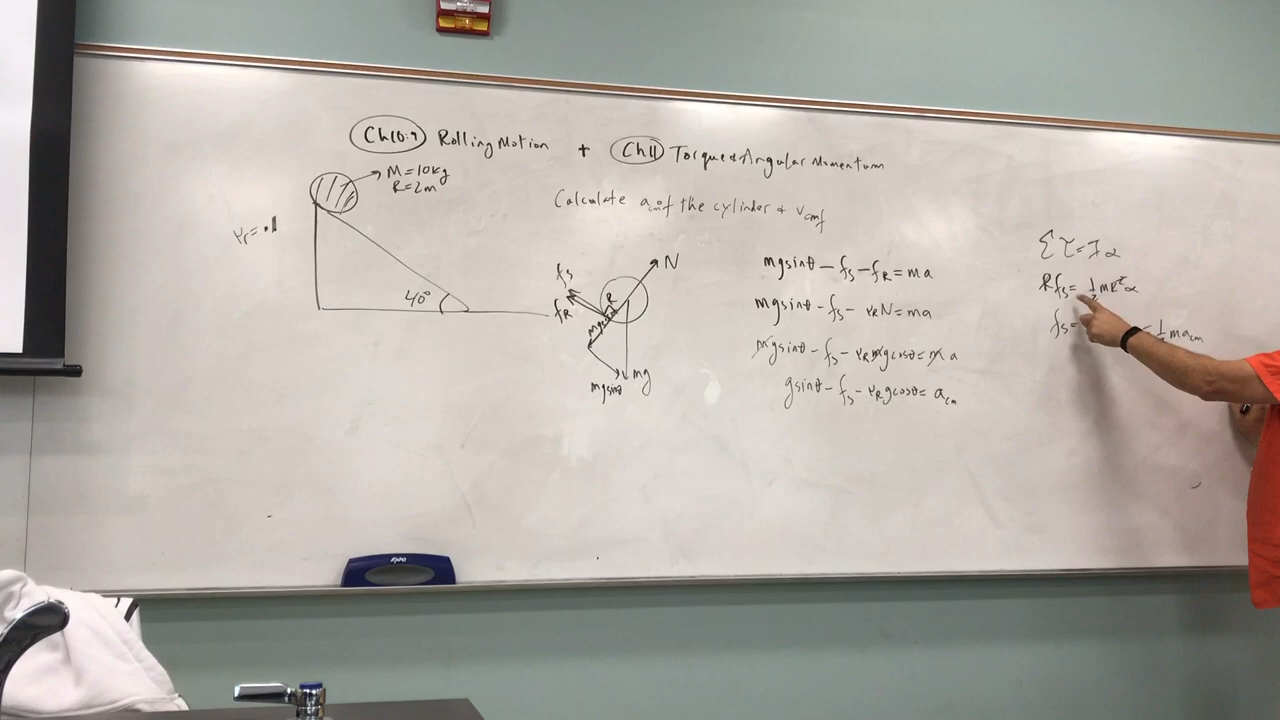 Ch10.9 Rolling Motion + Ch11 Torque & Angular Momentum
M = 10kg
R = 2m
μr = .1
40°
Calculate acm of the cylinder & vcmf
fs
fR
N
R
mg
mgsinθ
mgsinθ - fs - fR = ma
mgsinθ - fs - μRN = ma
mgsinθ - fs - μRmgcosθ = ma
gsinθ - fs - μRgcosθ = acm
Στ = Iα
Rfs = ½mR²α
fs = = ½macm
EXPO